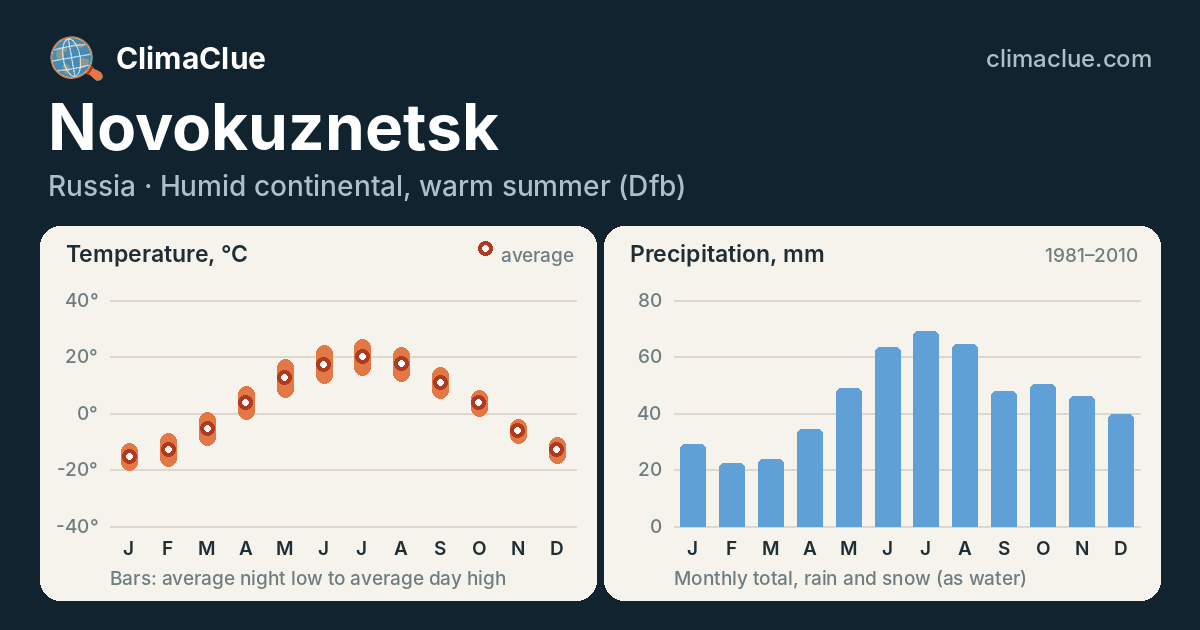 ClimaClue
climaclue.com
Novokuznetsk
Russia · Humid continental, warm summer (Dfb)
Temperature, °C
average
40°
20°
0°
-20°
-40°
J F M A M J J A S O N D
Bars: average night low to average day high
Precipitation, mm
1981–2010
80
60
40
20
0
J F M A M J J A S O N D
Monthly total, rain and snow (as water)